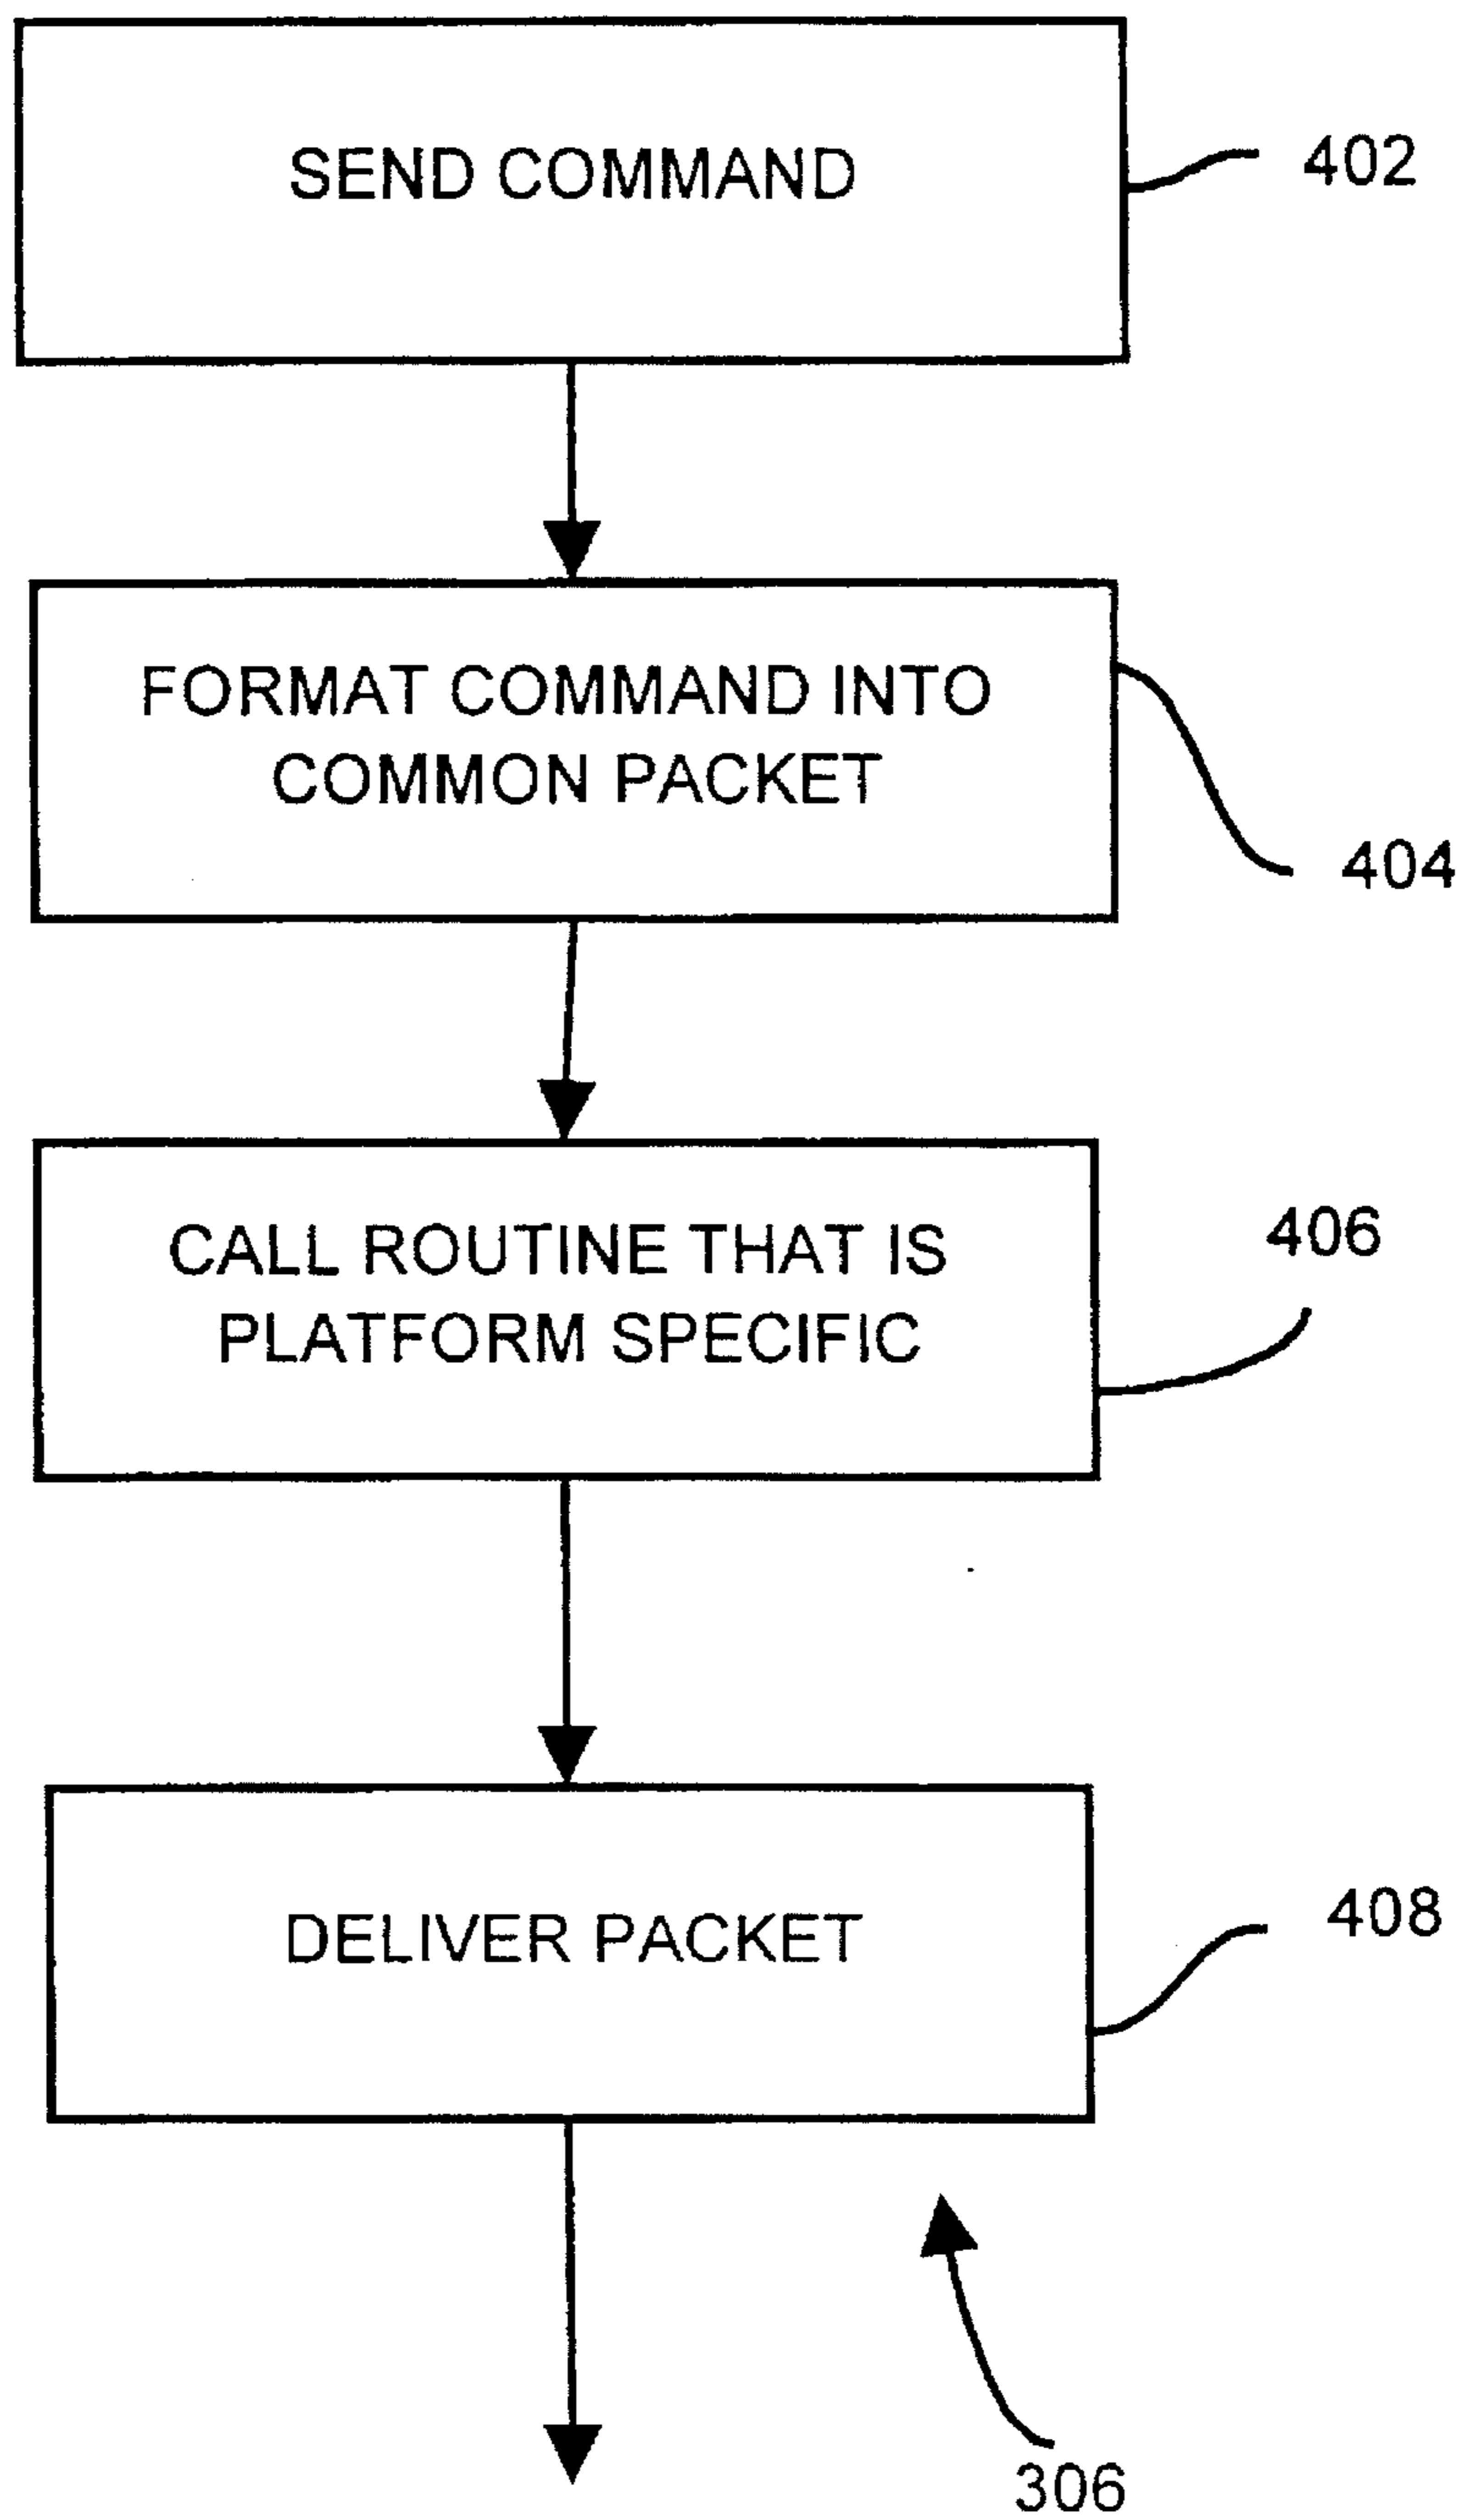 SEND COMMAND
402
FORMAT COMMAND INTO
COMMON PACKET
404
CALL ROUTINE THAT IS
PLATFORM SPECIFIC
406
DELIVER PACKET
408
306